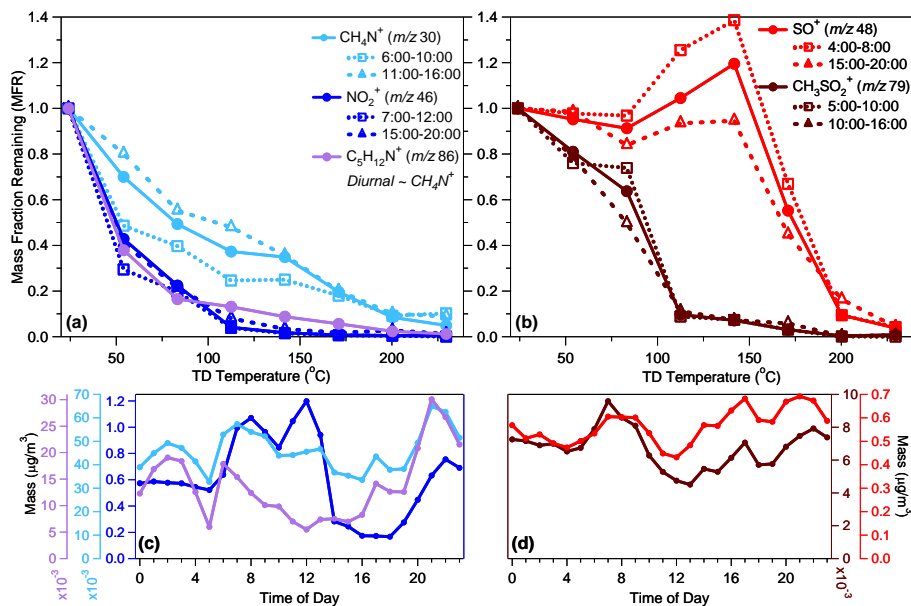 1.4
1.2
1.0
0.8
0.6
0.4
0.2
0.0
Mass Fraction Remaining (MFR)
CH4N+ (m/z 30)
6:00-10:00
11:00-16:00
NO2+ (m/z 46)
7:00-12:00
15:00-20:00
C5H12N+ (m/z 86)
Diurnal ~ CH4N+
(a)
50 100 150 200
TD Temperature (°C)
1.4
1.2
1.0
0.8
0.6
0.4
0.2
0.0
SO+ (m/z 48)
4:00-8:00
15:00-20:00
CH3SO2+ (m/z 79)
5:00-10:00
10:00-16:00
(b)
50 100 150 200
TD Temperature (°C)
Mass (µg/m3)
30
25
20
15
10
5
0
x10-3
70
60
50
40
30
20
10
0
x10-3
1.2
1.0
0.8
0.6
0.4
0.2
0.0
(c)
0 4 8 12 16 20
Time of Day
(d)
0 4 8 12 16 20
Time of Day
10
8
6
4
2
0
x10-3
Mass (µg/m3)
0.7
0.6
0.5
0.4
0.3
0.2
0.1
0.0